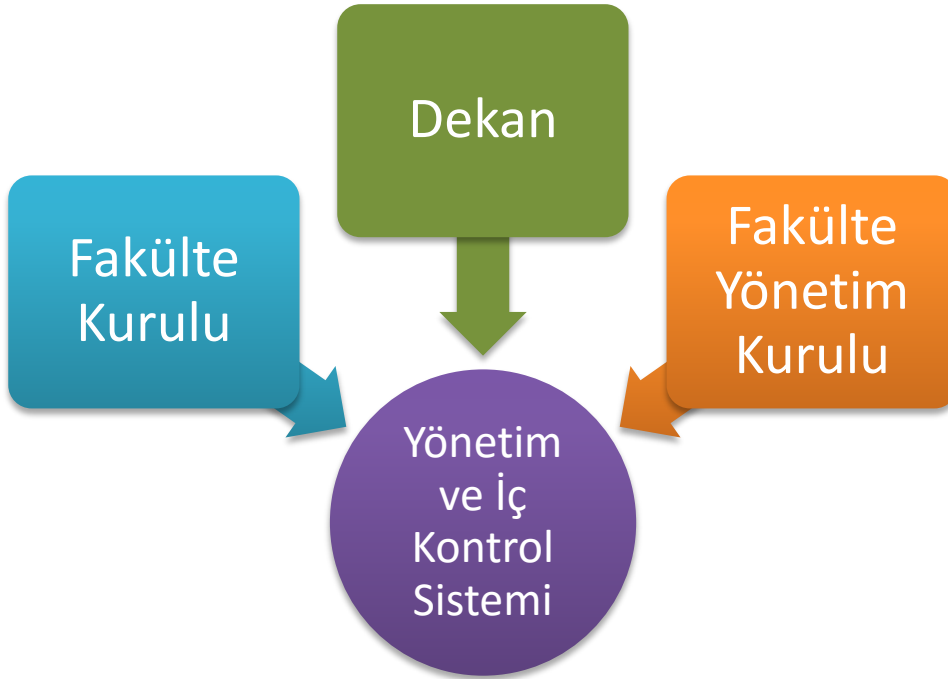 Dekan
Fakülte
Kurulu
Fakülte
Yönetim
Kurulu
Yönetim
ve İç
Kontrol
Sistemi